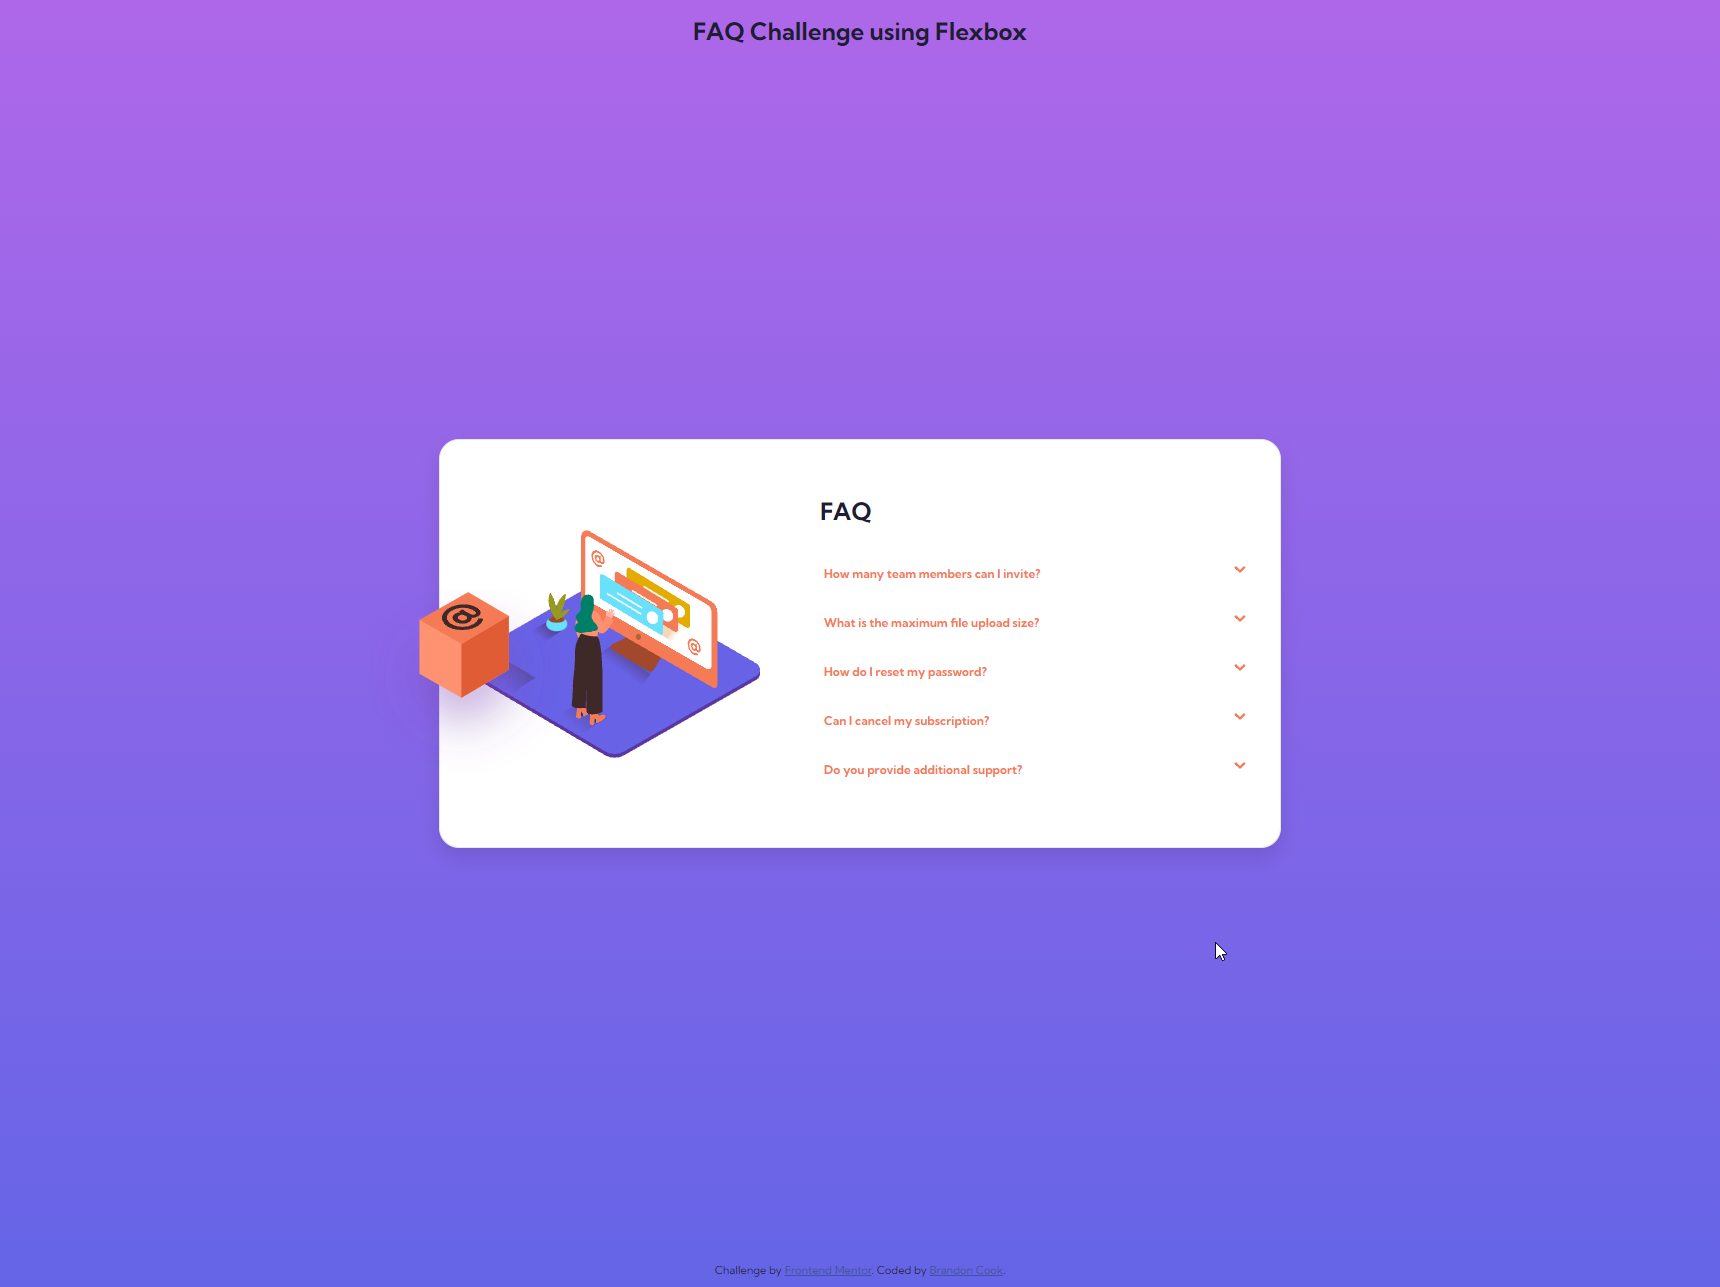 FAQ Challenge using Flexbox
@
@
@
FAQ
How many team members can I invite?
What is the maximum file upload size?
How do I reset my password?
Can I cancel my subscription?
Do you provide additional support?
Challenge by Frontend Mentor. Coded by Brandon Cook.